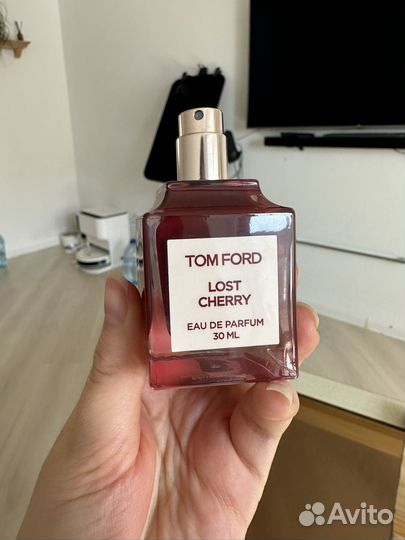 TOM FORD
LOST
CHERRY
EAU DE PARFUM
30 ML
Avito